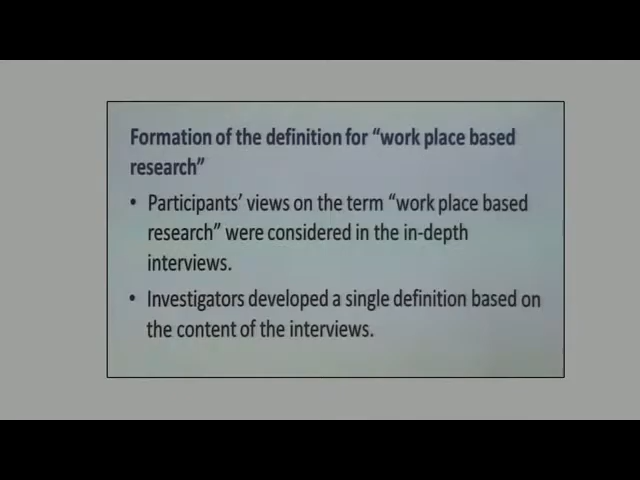 Formation of the definition for “work place based
research”
• Participants’ views on the term “work place based
research” were considered in the in-depth
interviews.
• Investigators developed a single definition based on
the content of the interviews.